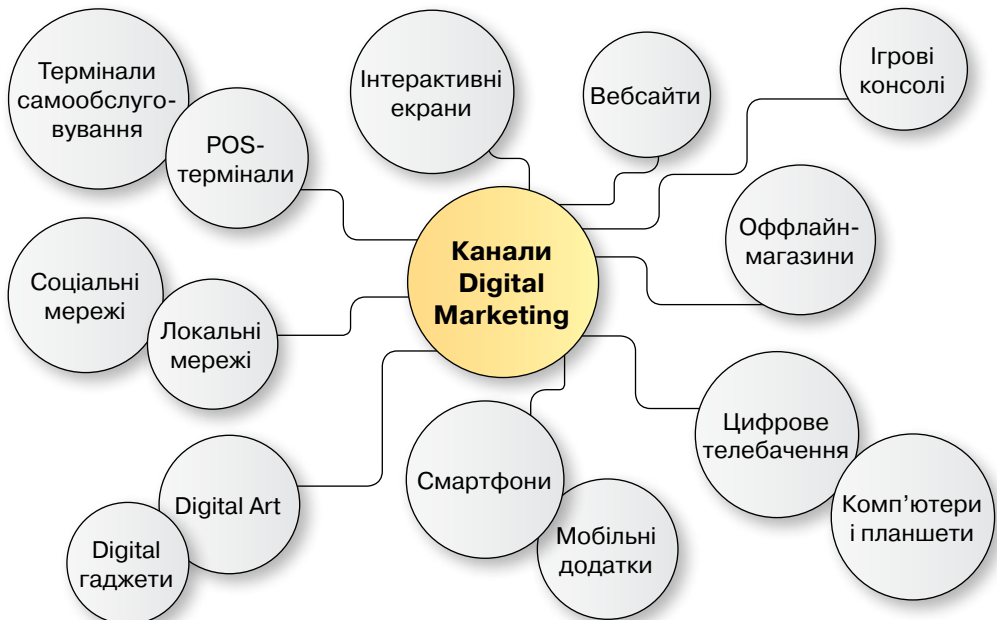 Термінали
самообслуго-
вування
POS-
термінали
Інтерактивні
екрани
Вебсайти
Ігрові
консолі
Оффлайн-
магазини
Канали
Digital
Marketing
Соціальні
мережі
Локальні
мережі
Цифрове
телебачення
Комп’ютери
і планшети
Смартфони
Мобільні
додатки
Digital Art
Digital
гаджети